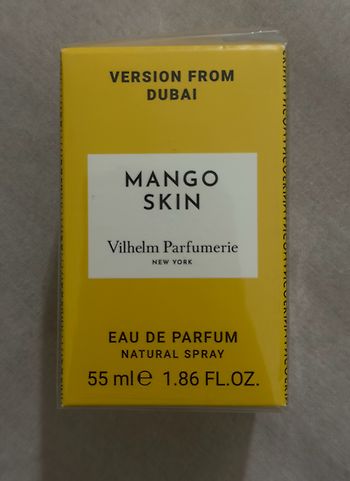 VERSION FROM
DUBAI
MANGO
SKIN
Vilhelm Parfumerie
NEW YORK
EAU DE PARFUM
NATURAL SPRAY
55 ml℮ 1.86 FL.OZ.